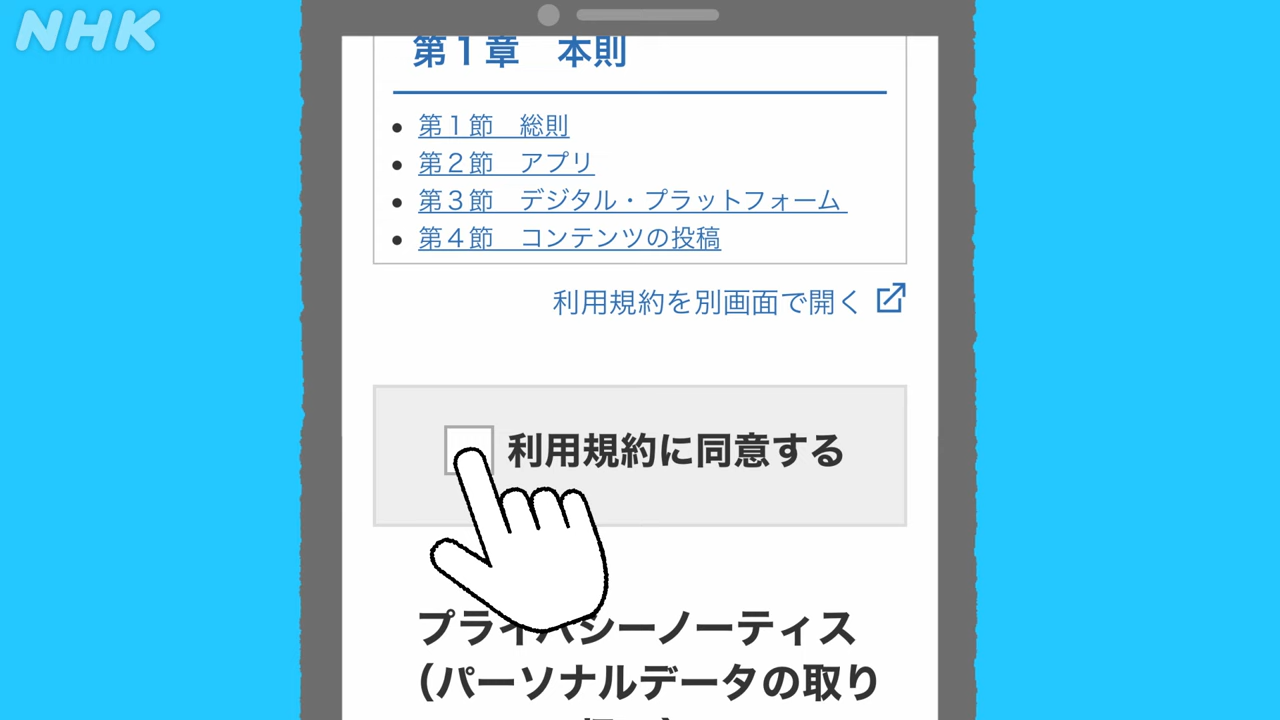 NHK
第1章　本則
第1節　総則
第2節　アプリ
第3節　デジタル・プラットフォーム
第4節　コンテンツの投稿
利用規約を別画面で開く
利用規約に同意する
プライバシーノーティス
（パーソナルデータの取り